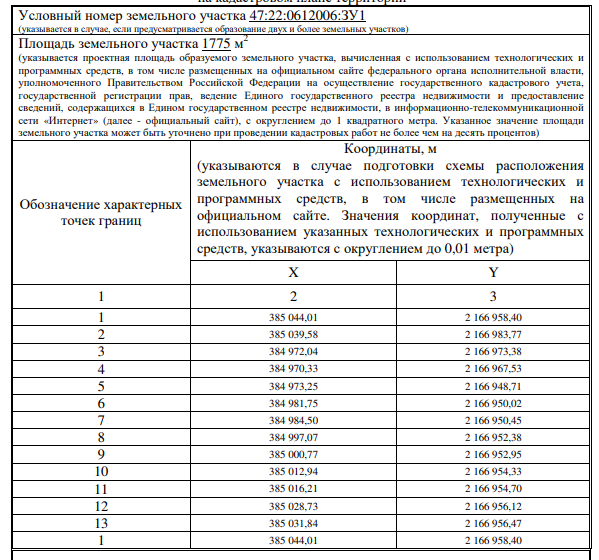 на кадастровом плане территории
Условный номер земельного участка 47:22:0612006:ЗУ1
(указывается в случае, если предусматривается образование двух и более земельных участков)
Площадь земельного участка 1775 м²
(указывается проектная площадь образуемого земельного участка, вычисленная с использованием технологических и
программных средств, в том числе размещенных на официальном сайте федерального органа исполнительной власти,
уполномоченного Правительством Российской Федерации на осуществление государственного кадастрового учета,
государственной регистрации прав, ведение Единого государственного реестра недвижимости и предоставление
сведений, содержащихся в Едином государственном реестре недвижимости, в информационно-телекоммуникационной
сети «Интернет» (далее - официальный сайт), с округлением до 1 квадратного метра. Указанное значение площади
земельного участка может быть уточнено при проведении кадастровых работ не более чем на десять процентов)
Обозначение характерных
точек границ
Координаты, м
(указываются в случае подготовки схемы расположения
земельного участка с использованием технологических и
программных средств, в том числе размещенных на
официальном сайте. Значения координат, полученные с
использованием указанных технологических и программных
средств, указываются с округлением до 0,01 метра)
X Y
1 2 3
1 385 044,01 2 166 958,40
2 385 039,58 2 166 983,77
3 384 972,04 2 166 973,38
4 384 970,33 2 166 967,53
5 384 973,25 2 166 948,71
6 384 981,75 2 166 950,02
7 384 984,50 2 166 950,45
8 384 997,07 2 166 952,38
9 385 000,77 2 166 952,95
10 385 012,94 2 166 954,33
11 385 016,21 2 166 954,70
12 385 028,73 2 166 956,12
13 385 031,84 2 166 956,47
1 385 044,01 2 166 958,40